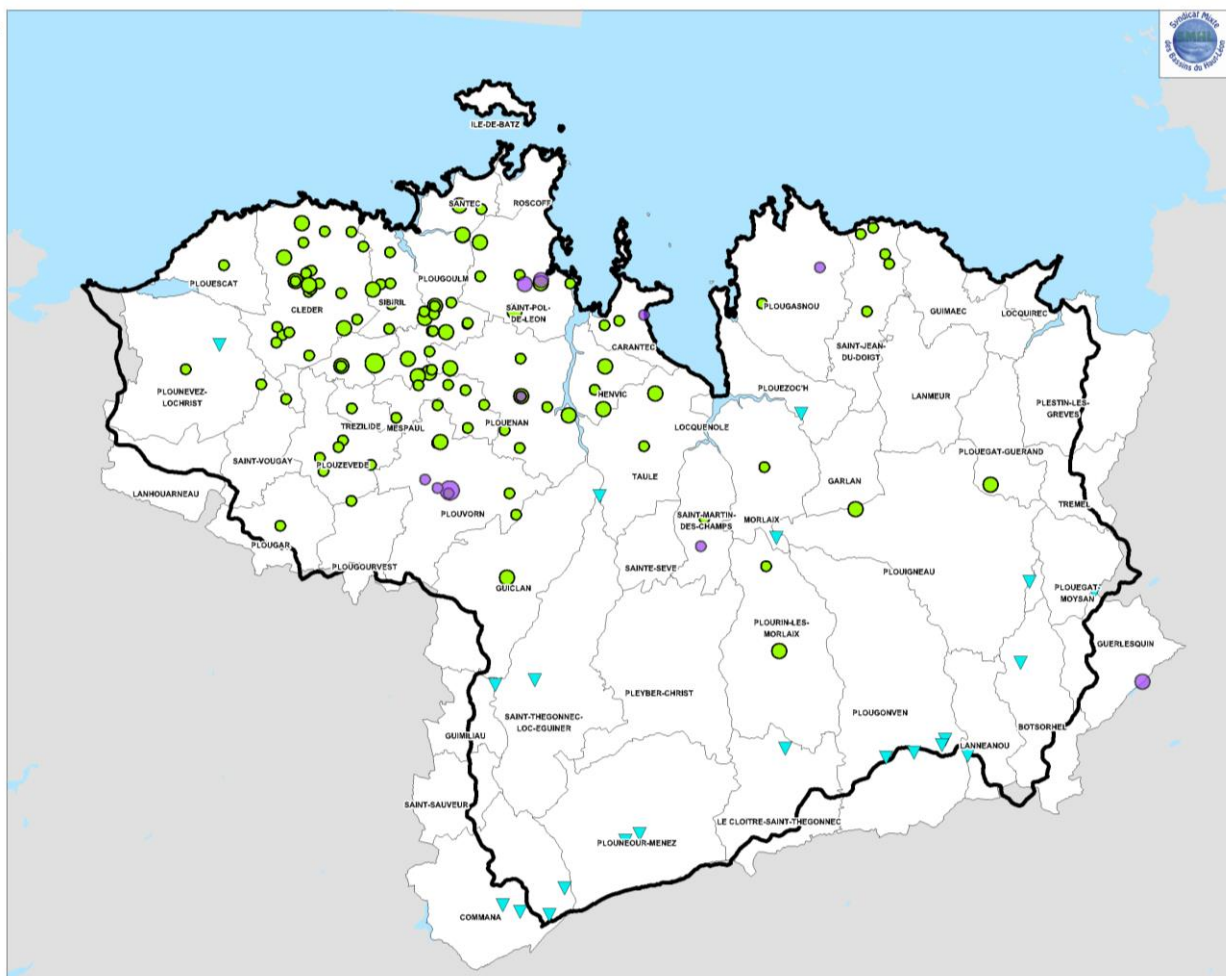 Syndicat Mixte
des Bassins du Haut-Léon
ILE-DE-BATZ
SANTEC
ROSCOFF
PLOUESCAT
CLEDER
SIBIRIL
PLOUGOULM
SAINT-POL-
DE-LEON
CARANTEC
PLOUGASNOU
SAINT-JEAN-
DU-DOIGT
GUIMAEC
LOCQUIREC
PLOUNEVEZ-
LOCHRIST
TREZILIDE
MESPAUL
PLOUENAN
HENVIC
PLOUEZOC'H
LANMEUR
PLESTIN-LES-
GREVES
LOCQUENOLE
SAINT-VOUGAY
PLOUZEVEDE
PLOUEGAT-GUERAND
TAULE
GARLAN
LANHOUARNEAU
PLOUVORN
SAINT-MARTIN-
DES-CHAMPS
MORLAIX
TREMEL
PLOUGAR
PLOUGOURVEST
SAINTE-SEVE
PLOUIGNEAU
GUICLAN
PLOUEGAT-
MOYSAN
PLOURIN-LES-
MORLAIX
GUERLESQUIN
PLEYBER-CHRIST
SAINT-THEGONNEC-
LOC-EGUINER
PLOUGONVEN
BOTSORHEL
GUIMILIAU
LANNEANOU
SAINT-SAUVEUR
LE CLOITRE-SAINT-THEGONNEC
PLOUNEOUR-MENEZ
COMMANA